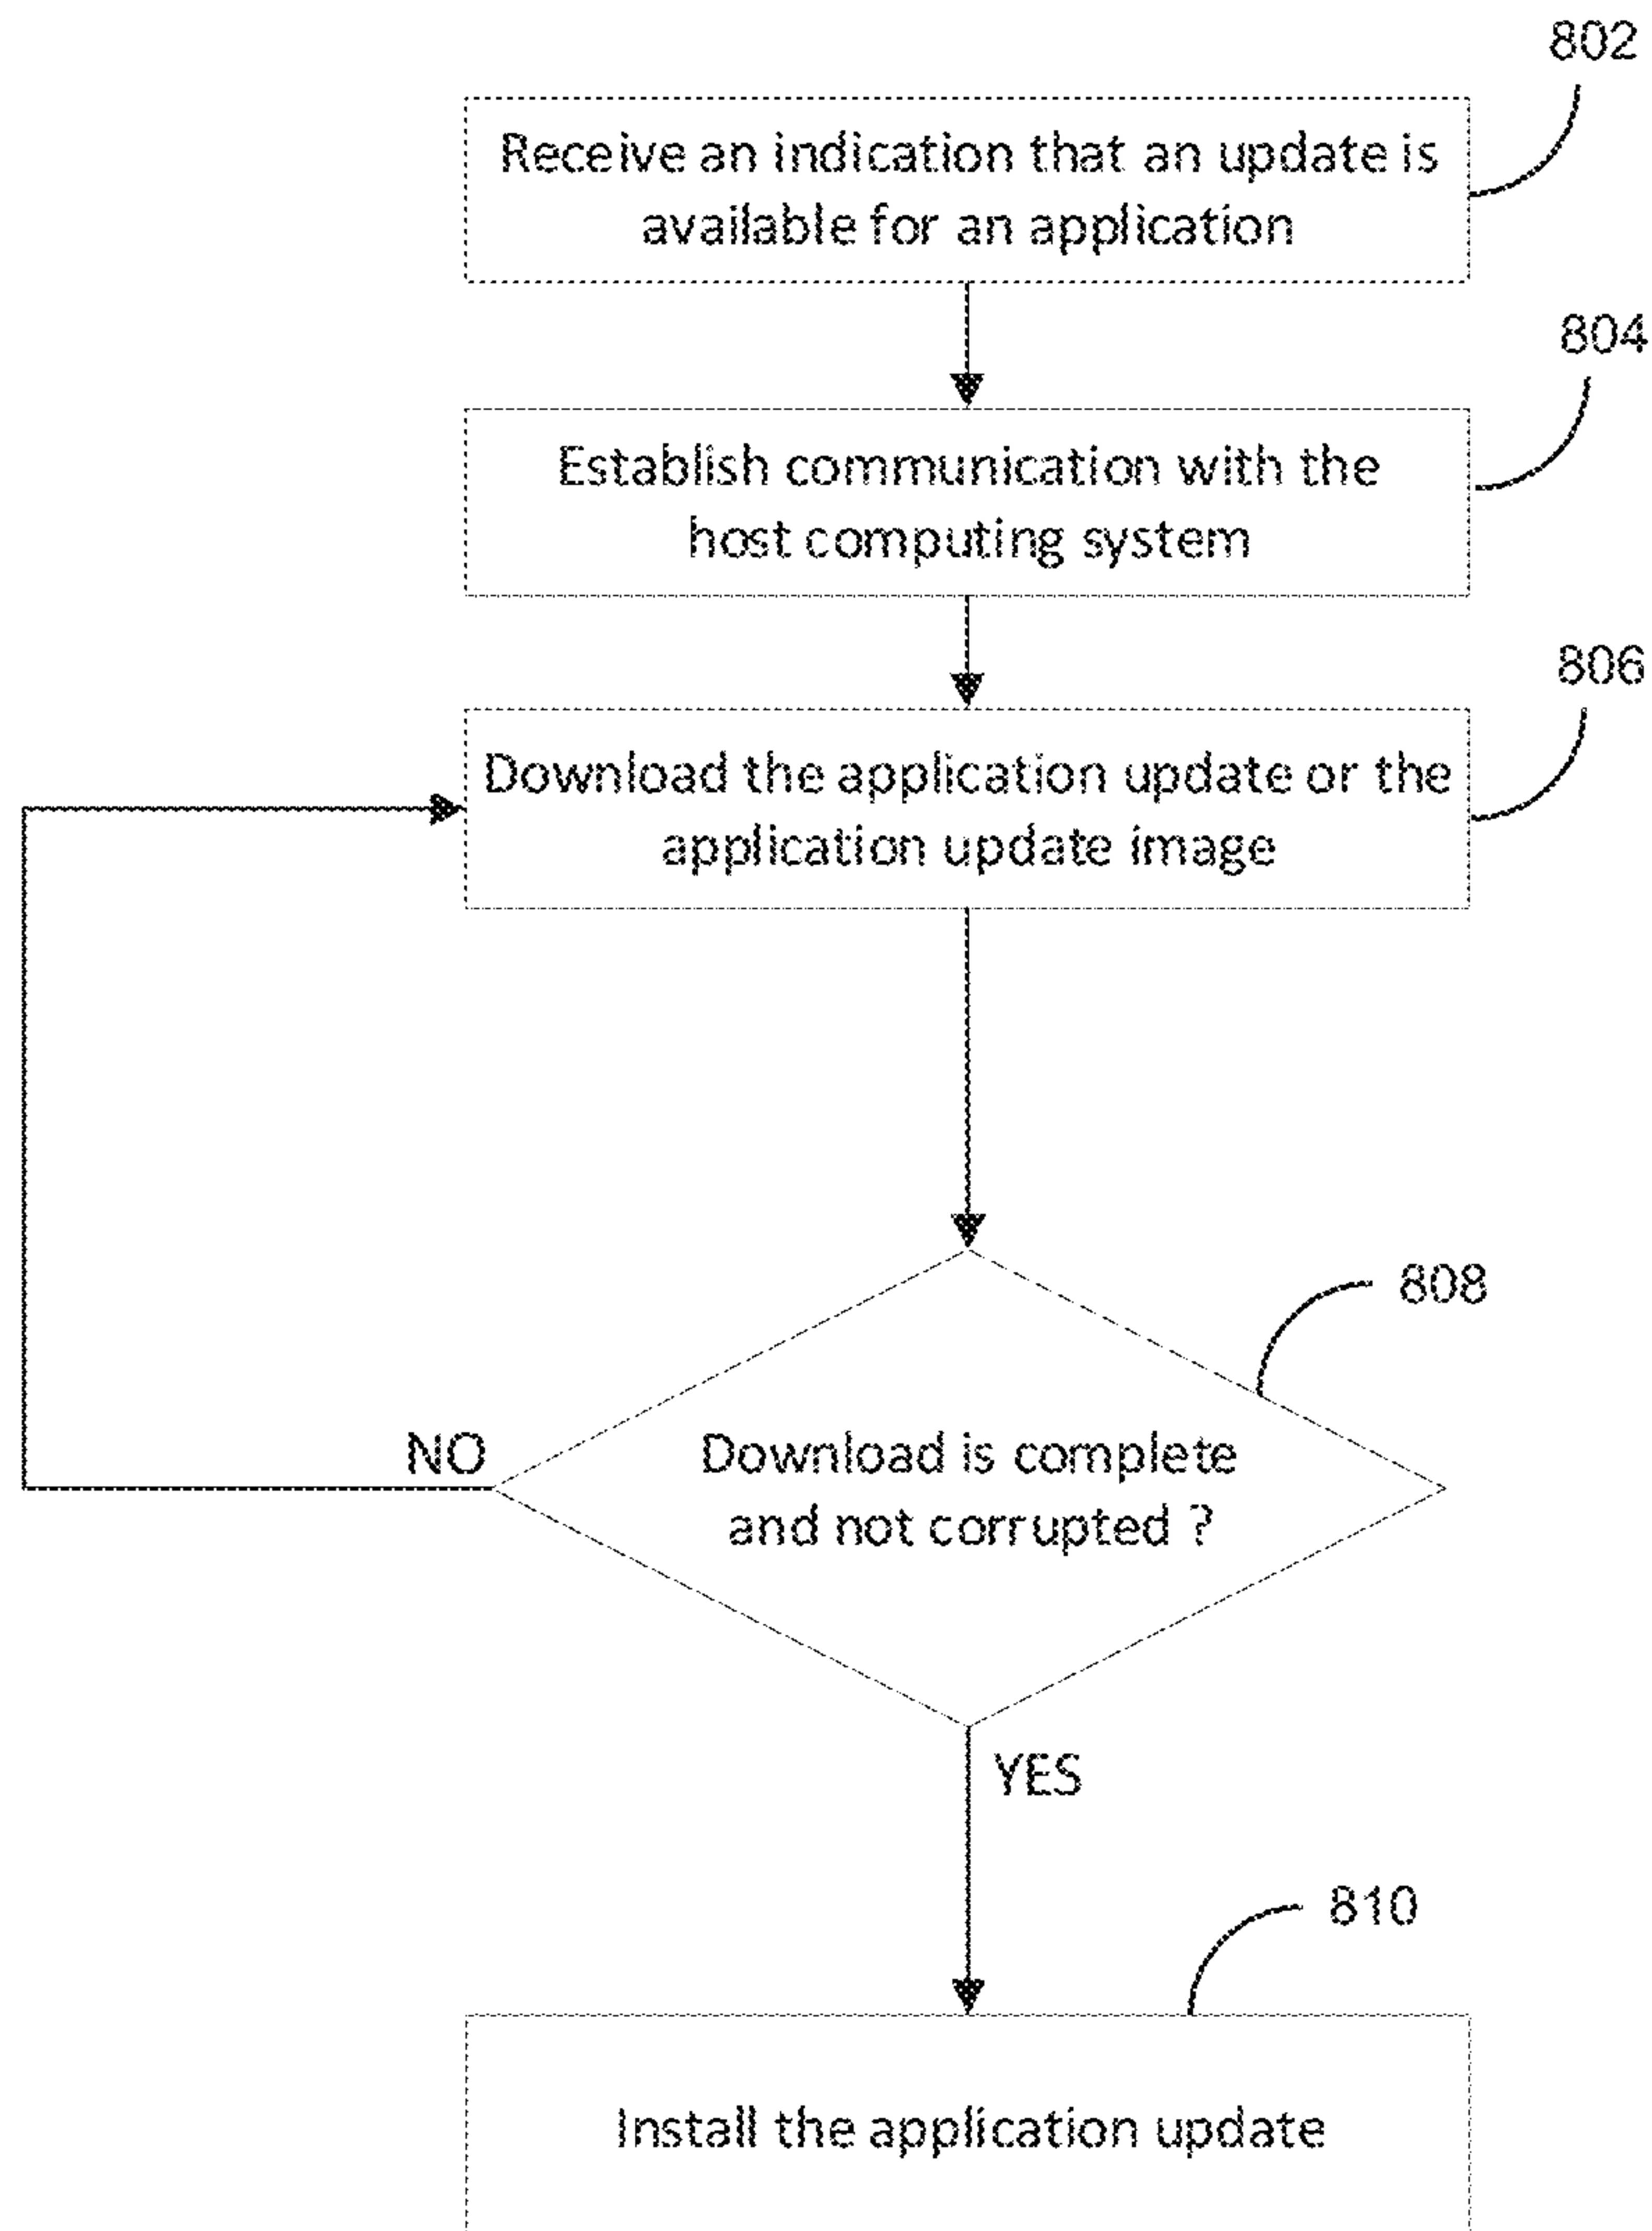 802
Receive an indication that an update is
available for an application
804
Establish communication with the
host computing system
806
Download the application update or the
application update image
808
NO
Download is complete
and not corrupted ?
YES
810
Install the application update